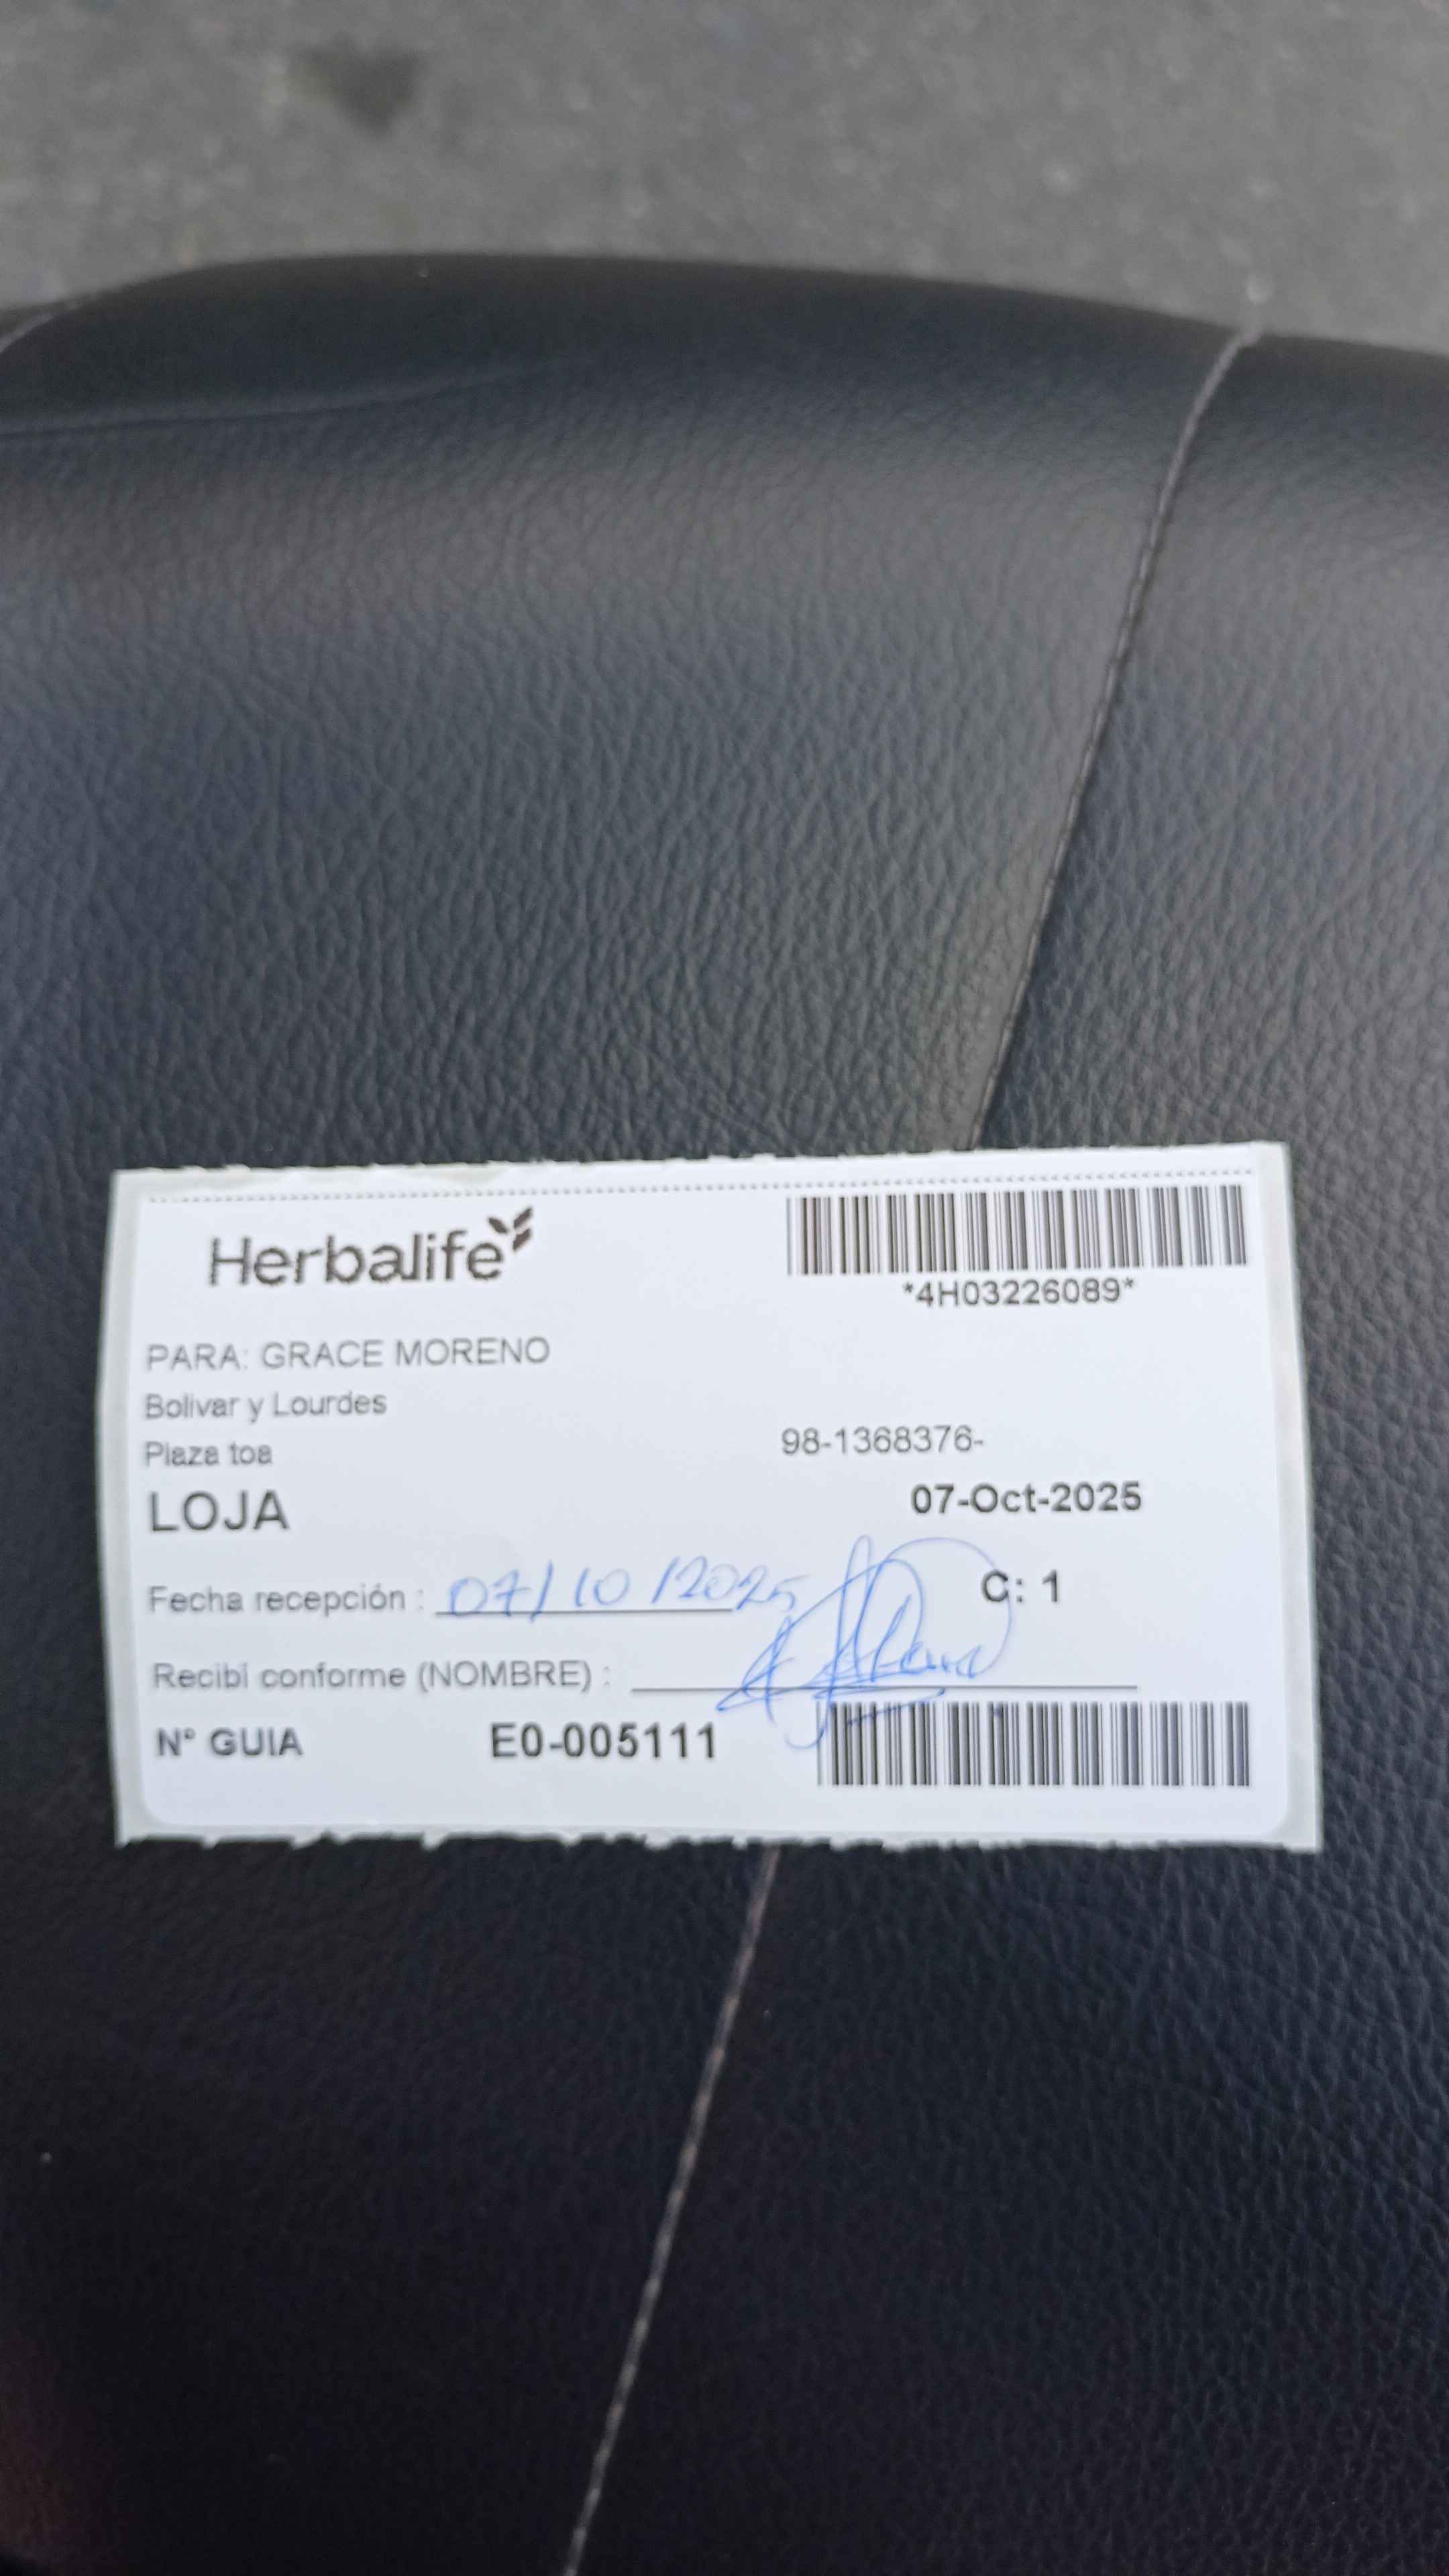 Herbalife
*4H03226089*
PARA: GRACE MORENO
Bolivar y Lourdes
Plaza toa
98-1368376-
LOJA
07-Oct-2025
Fecha recepción : 07/10/2025
C: 1
Recibí conforme (NOMBRE) :
N° GUIA E0-005111